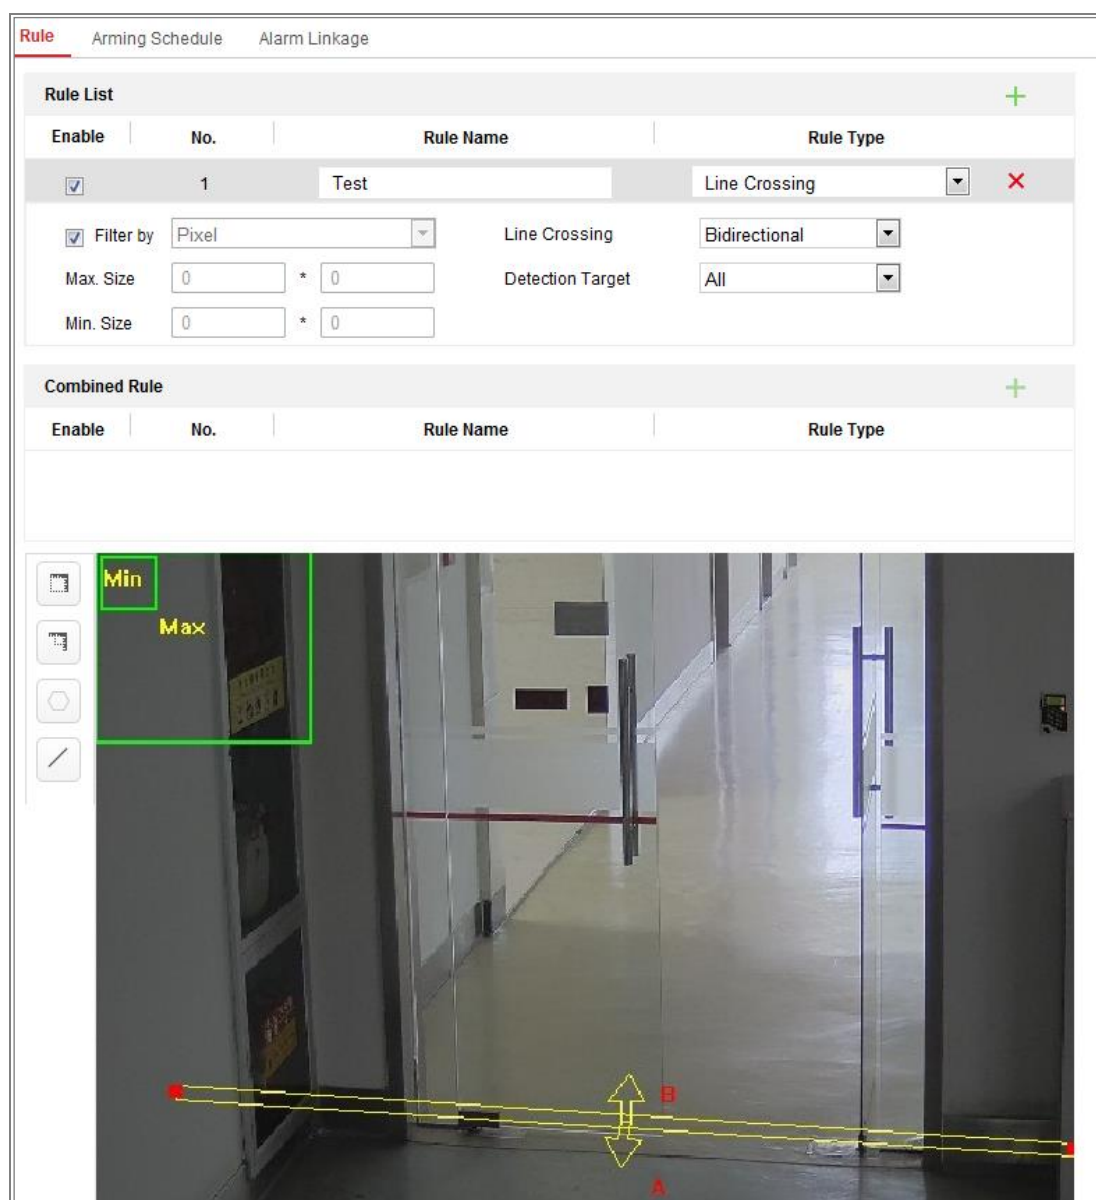 Rule Arming Schedule Alarm Linkage
Rule List
Enable No. Rule Name Rule Type
1 Test Line Crossing
Filter by Pixel Line Crossing Bidirectional
Max. Size 0 * 0 Detection Target All
Min. Size 0 * 0
Combined Rule
Enable No. Rule Name Rule Type
Min
Max
B
A